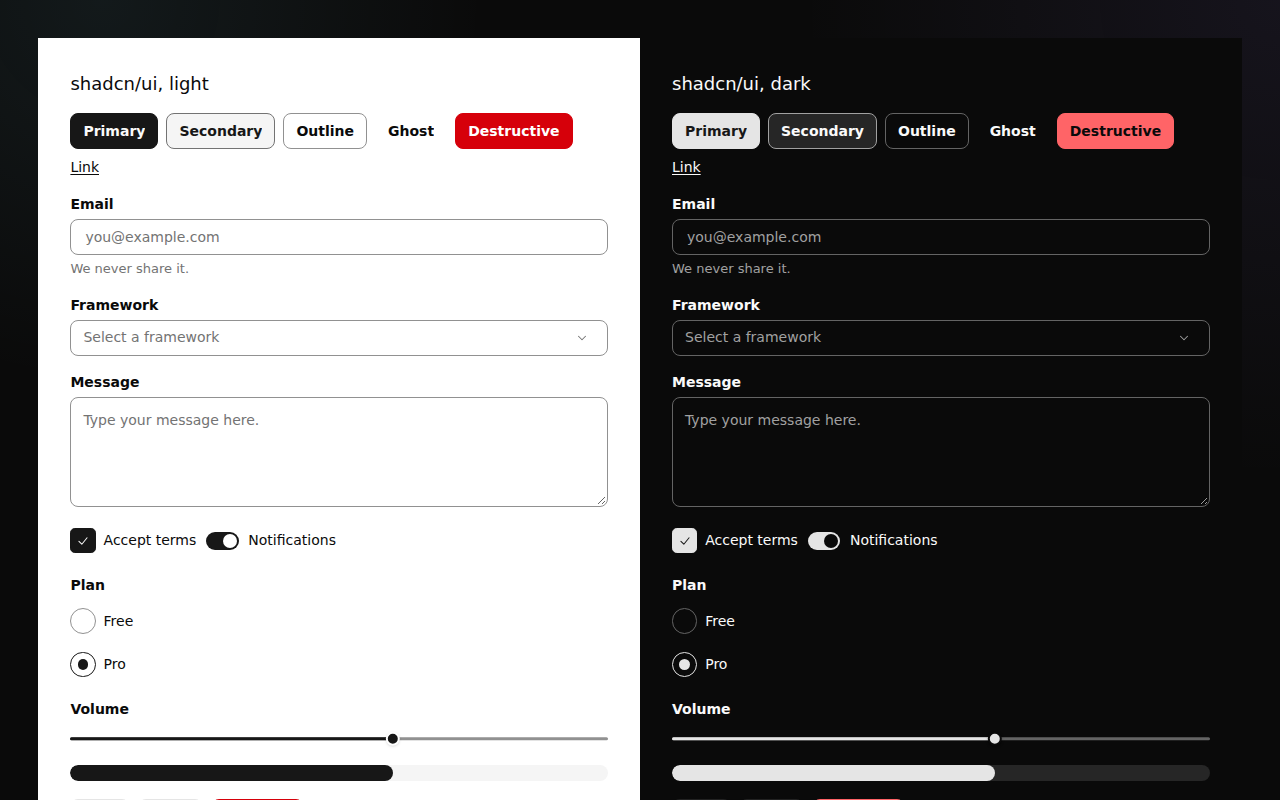 shadcn/ui, light
Primary Secondary Outline Ghost Destructive
Link
Email
you@example.com
We never share it.
Framework
Select a framework
Message
Type your message here.
Accept terms Notifications
Plan
Free
Pro
Volume
shadcn/ui, dark
Primary Secondary Outline Ghost Destructive
Link
Email
you@example.com
We never share it.
Framework
Select a framework
Message
Type your message here.
Accept terms Notifications
Plan
Free
Pro
Volume